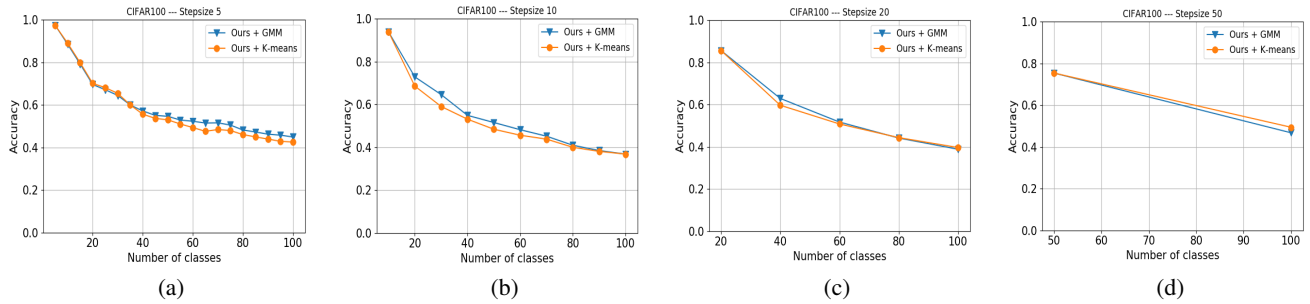 CIFAR100 --- Stepsize 5
Accuracy
1.0
0.8
0.6
0.4
0.2
0.0
Ours + GMM
Ours + K-means
20 40 60 80 100
Number of classes
(a)
CIFAR100 --- Stepsize 10
Accuracy
1.0
0.8
0.6
0.4
0.2
0.0
Ours + GMM
Ours + K-means
20 40 60 80 100
Number of classes
(b)
CIFAR100 --- Stepsize 20
Accuracy
1.0
0.8
0.6
0.4
0.2
0.0
Ours + GMM
Ours + K-means
20 40 60 80 100
Number of classes
(c)
CIFAR100 --- Stepsize 50
Accuracy
1.0
0.8
0.6
0.4
0.2
0.0
Ours + GMM
Ours + K-means
50 60 70 80 90 100
Number of classes
(d)